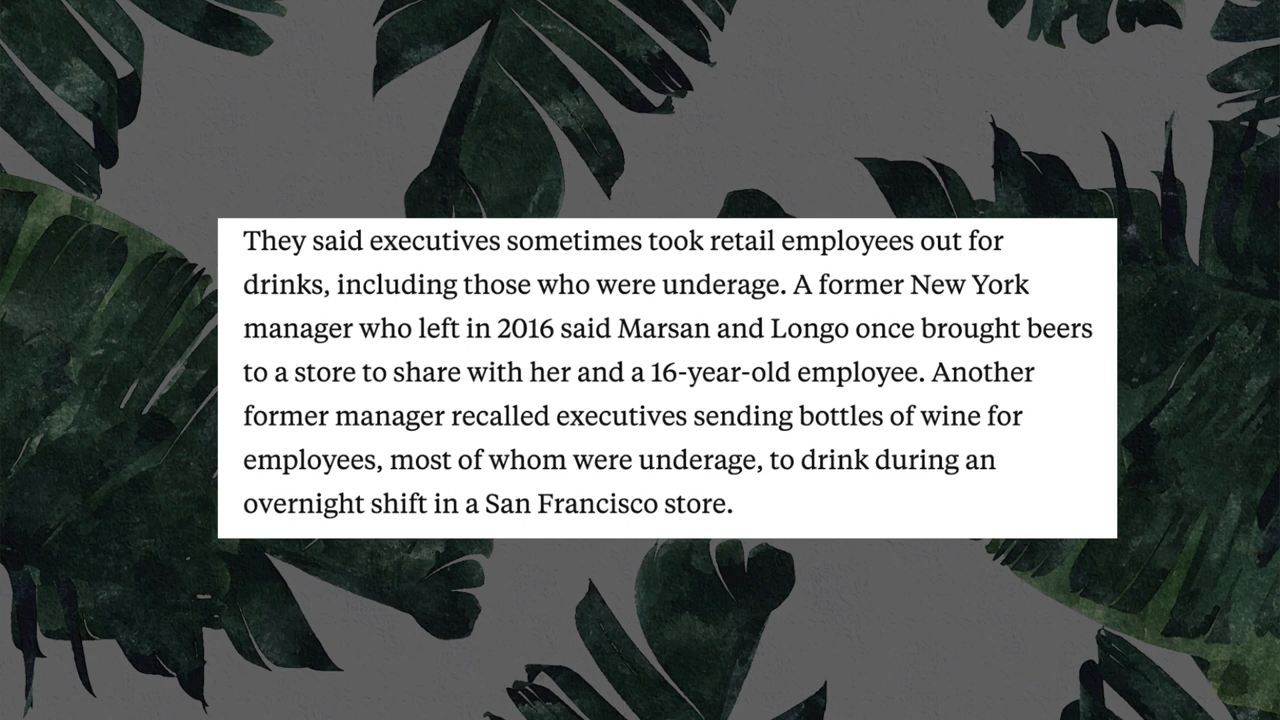 They said executives sometimes took retail employees out for
drinks, including those who were underage. A former New York
manager who left in 2016 said Marsan and Longo once brought beers
to a store to share with her and a 16-year-old employee. Another
former manager recalled executives sending bottles of wine for
employees, most of whom were underage, to drink during an
overnight shift in a San Francisco store.